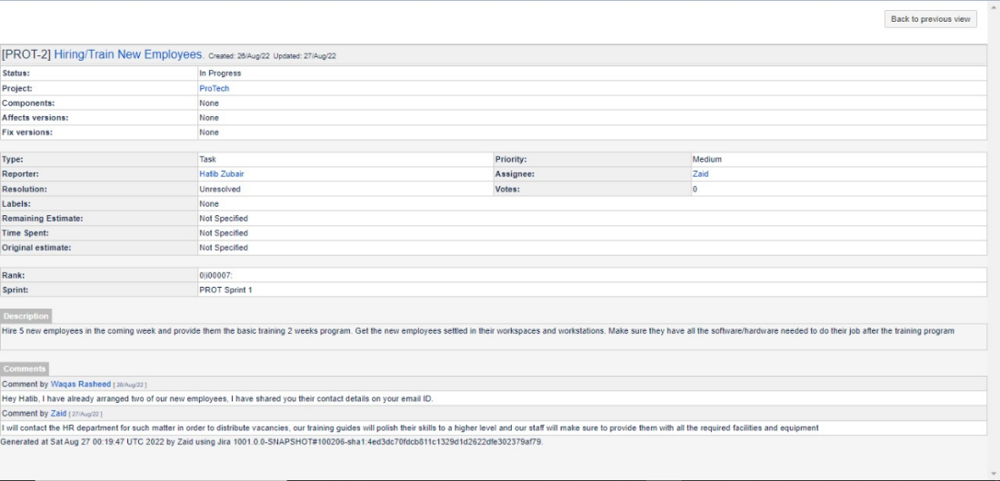 Back to previous view
[PROT-2] Hiring/Train New Employees. Created: 26/Aug/22 Updated: 27/Aug/22
Status: In Progress
Project: ProTech
Components: None
Affects versions: None
Fix versions: None
Type: Task Priority: Medium
Reporter: Hatib Zubair Assignee: Zaid
Resolution: Unresolved Votes: 0
Labels: None
Remaining Estimate: Not Specified
Time Spent: Not Specified
Original estimate: Not Specified
Rank: 0|i00007:
Sprint: PROT Sprint 1
Description
Hire 5 new employees in the coming week and provide them the basic training 2 weeks program. Get the new employees settled in their workspaces and workstations. Make sure they have all the software/hardware needed to do their job after the training program
Comments
Comment by Waqas Rasheed [ 26/Aug/22 ]
Hey Hatib, I have already arranged two of our new employees, I have shared you their contact details on your email ID.
Comment by Zaid [ 27/Aug/22 ]
I will contact the HR department for such matter in order to distribute vacancies, our training guides will polish their skills to a higher level and our staff will make sure to provide them with all the required facilities and equipment
Generated at Sat Aug 27 00:19:47 UTC 2022 by Zaid using Jira 1001.0.0-SNAPSHOT#100206-sha1:4ed3dc70fdcb811c1329d1d2622dfe302379af79.